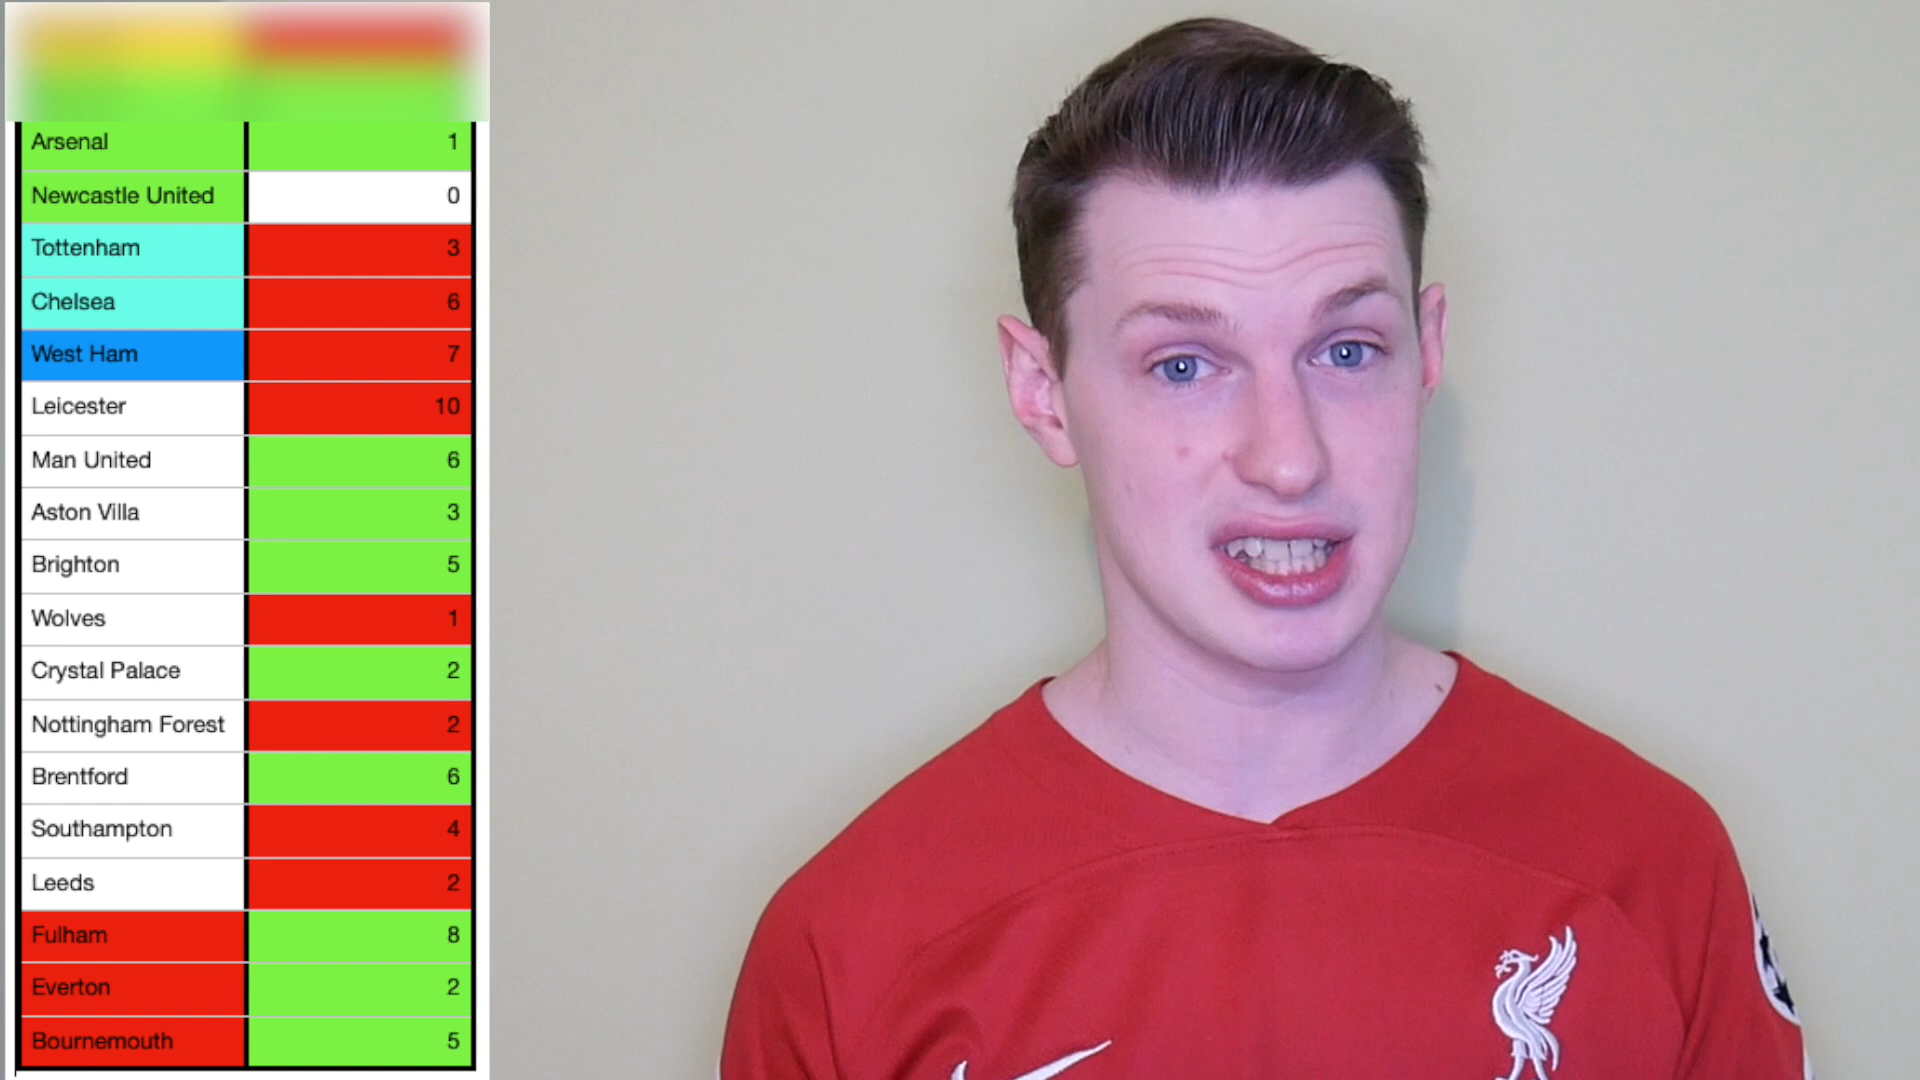 Arsenal 1
Newcastle United 0
Tottenham 3
Chelsea 6
West Ham 7
Leicester 10
Man United 6
Aston Villa 3
Brighton 5
Wolves 1
Crystal Palace 2
Nottingham Forest 2
Brentford 6
Southampton 4
Leeds 2
Fulham 8
Everton 2
Bournemouth 5